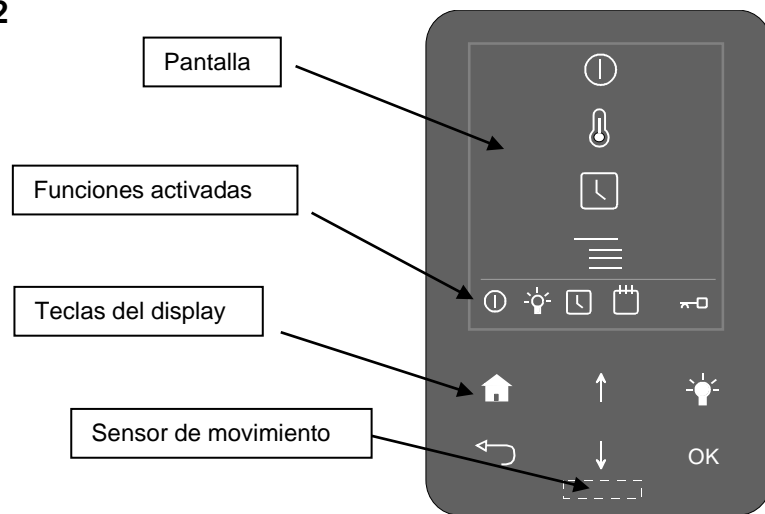 2
Pantalla
Funciones activadas
Teclas del display
Sensor de movimiento
OK